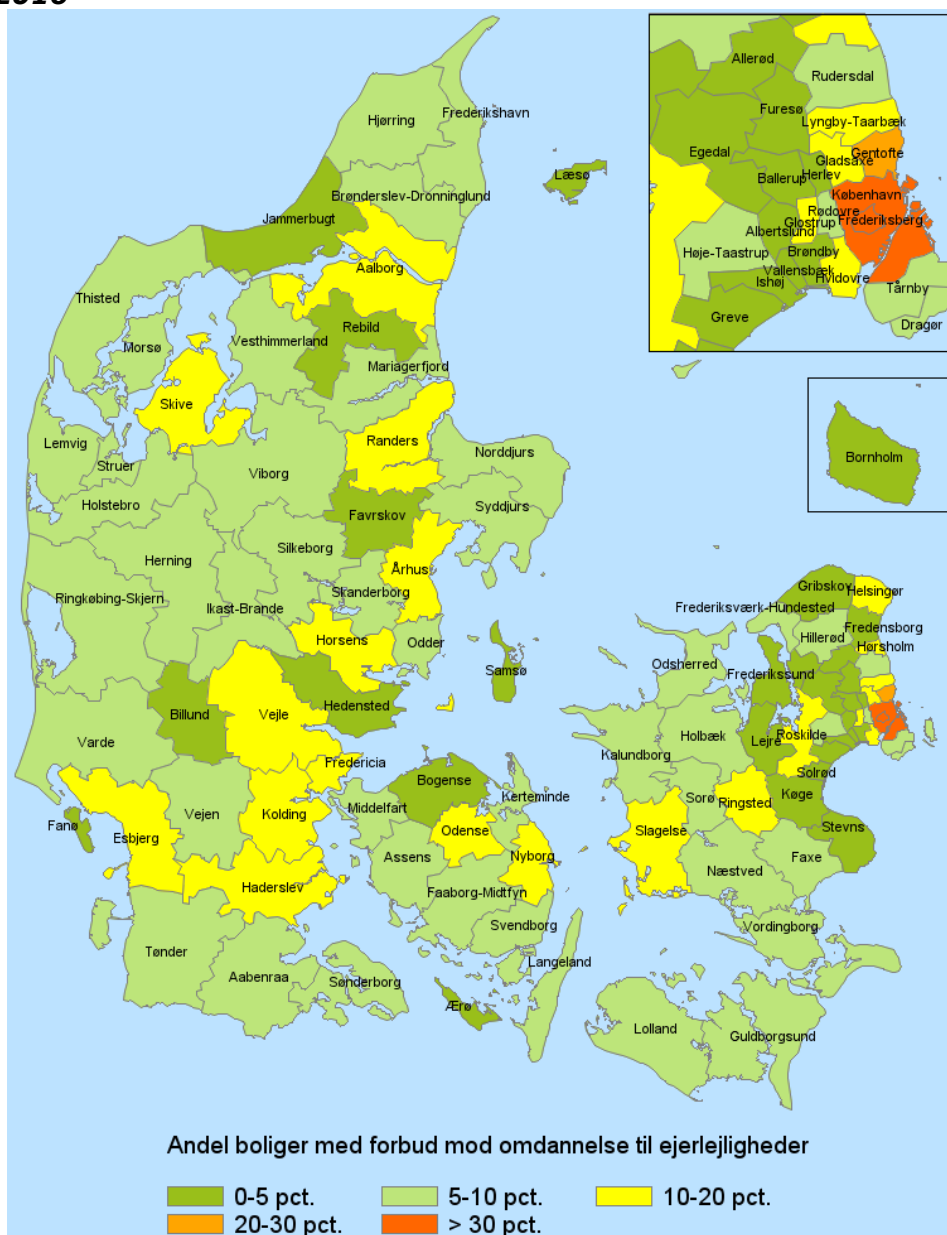 Hjørring
Frederikshavn
Læsø
Brønderslev-Dronninglund
Jammerbugt
Aalborg
Thisted
Vesthimmerland
Rebild
Morsø
Mariagerfjord
Skive
Randers
Lemvig
Struer
Viborg
Norddjurs
Holstebro
Favrskov
Syddjurs
Herning
Silkeborg
Århus
Ringkøbing-Skjern
Ikast-Brande
Skanderborg
Horsens
Odder
Samsø
Billund
Vejle
Hedensted
Varde
Fredericia
Vejen
Kolding
Fanø
Esbjerg
Haderslev
Tønder
Aabenraa
Sønderborg
Bogense
Middelfart
Kerteminde
Odense
Nyborg
Assens
Faaborg-Midtfyn
Svendborg
Langeland
Ærø
Allerød
Rudersdal
Furesø
Lyngby-Taarbæk
Egedal
Gentofte
Gladsaxe
Ballerup
Herlev
København
Rødovre
Glostrup
Frederiksberg
Albertslund
Høje-Taastrup
Brøndby
Vallensbæk
Ishøj
Hvidovre
Tårnby
Greve
Dragør
Bornholm
Gribskov
Helsingør
Frederiksværk-Hundested
Fredensborg
Hillerød
Hørsholm
Odsherred
Frederikssund
Kalundborg
Holbæk
Lejre
Roskilde
Solrød
Sorø
Ringsted
Køge
Slagelse
Stevns
Faxe
Næstved
Vordingborg
Lolland
Guldborgsund
Andel boliger med forbud mod omdannelse til ejerlejligheder
0-5 pct.
5-10 pct.
10-20 pct.
20-30 pct.
> 30 pct.